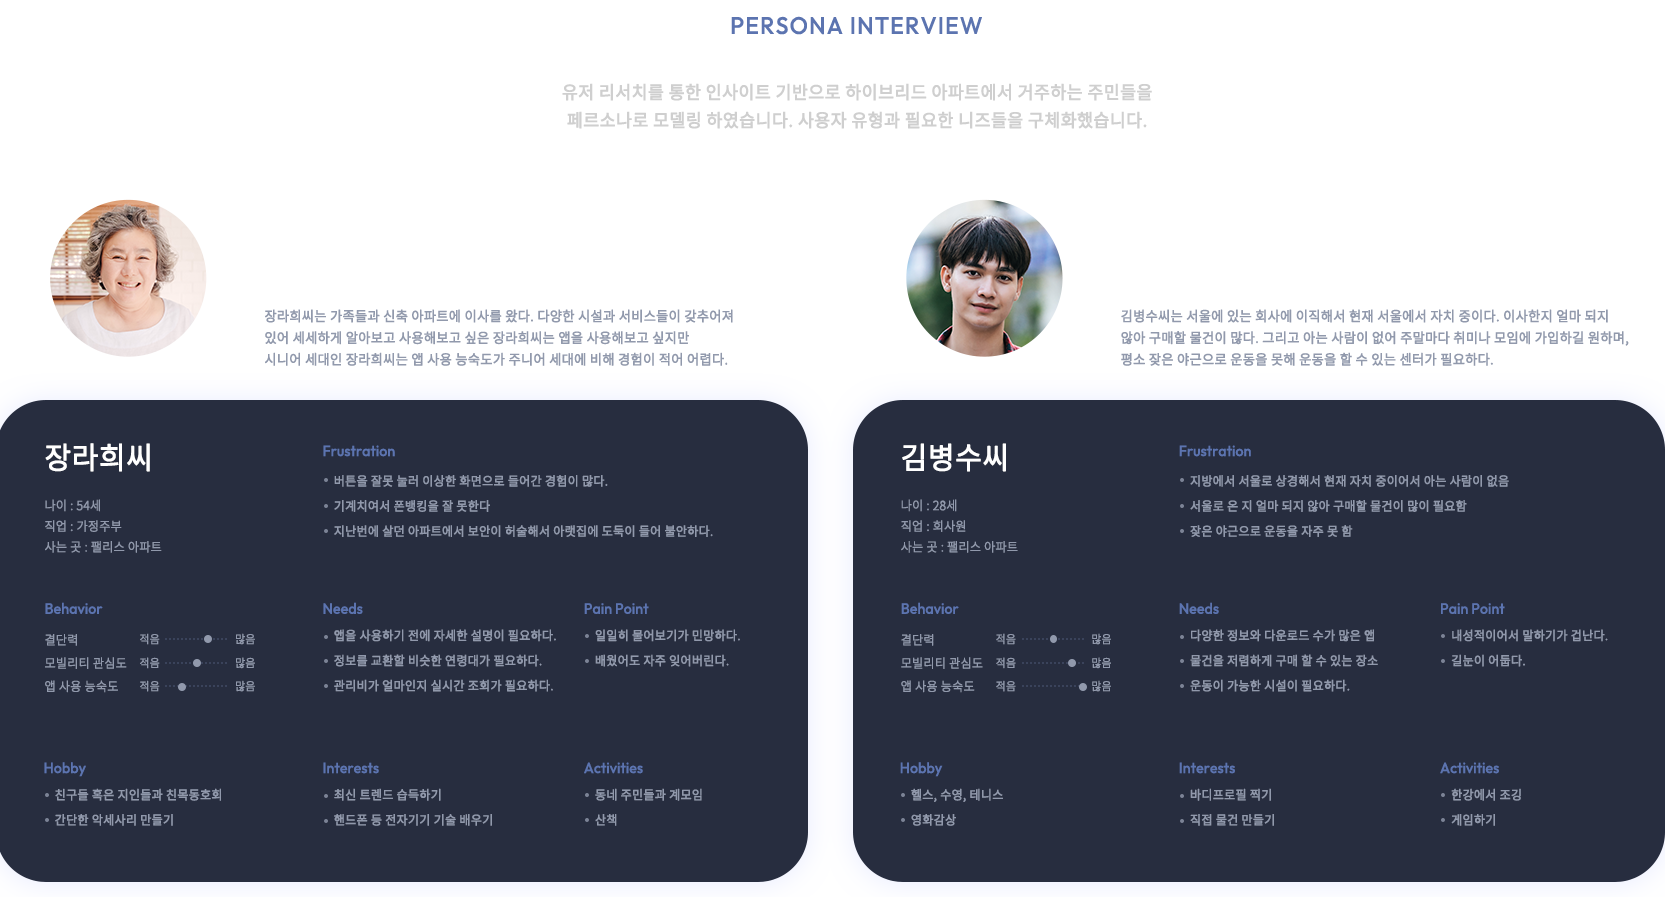 PERSONA INTERVIEW
유저 리서치를 통한 인사이트 기반으로 하이브리드 아파트에서 거주하는 주민들을
페르소나로 모델링 하였습니다. 사용자 유형과 필요한 니즈들을 구체화했습니다.
장라희씨는 가족들과 신축 아파트에 이사를 왔다. 다양한 시설과 서비스들이 갖추어져
있어 세세하게 알아보고 사용해보고 싶은 장라희씨는 앱을 사용해보고 싶지만
시니어 세대인 장라희씨는 앱 사용 능숙도가 주니어 세대에 비해 경험이 적어 어렵다.
장라희씨
나이 : 54세
직업 : 가정주부
사는 곳 : 팰리스 아파트
Frustration
• 버튼을 잘못 눌러 이상한 화면으로 들어간 경험이 많다.
• 기계치여서 폰뱅킹을 잘 못한다
• 지난번에 살던 아파트에서 보안이 허술해서 아랫집에 도둑이 들어 불안하다.
Behavior
결단력 적음 많음
모빌리티 관심도 적음 많음
앱 사용 능숙도 적음 많음
Needs
• 앱을 사용하기 전에 자세한 설명이 필요하다.
• 정보를 교환할 비슷한 연령대가 필요하다.
• 관리비가 얼마인지 실시간 조회가 필요하다.
Pain Point
• 일일히 물어보기가 민망하다.
• 배웠어도 자주 잊어버린다.
Hobby
• 친구들 혹은 지인들과 친목동호회
• 간단한 악세사리 만들기
Interests
• 최신 트렌드 습득하기
• 핸드폰 등 전자기기 기술 배우기
Activities
• 동네 주민들과 계모임
• 산책
김병수씨는 서울에 있는 회사에 이직해서 현재 서울에서 자치 중이다. 이사한지 얼마 되지
않아 구매할 물건이 많다. 그리고 아는 사람이 없어 주말마다 취미나 모임에 가입하길 원하며,
평소 잦은 야근으로 운동을 못해 운동을 할 수 있는 센터가 필요하다.
김병수씨
나이 : 28세
직업 : 회사원
사는 곳 : 팰리스 아파트
Frustration
• 지방에서 서울로 상경해서 현재 자치 중이어서 아는 사람이 없음
• 서울로 온 지 얼마 되지 않아 구매할 물건이 많이 필요함
• 잦은 야근으로 운동을 자주 못 함
Behavior
결단력 적음 많음
모빌리티 관심도 적음 많음
앱 사용 능숙도 적음 많음
Needs
• 다양한 정보와 다운로드 수가 많은 앱
• 물건을 저렴하게 구매 할 수 있는 장소
• 운동이 가능한 시설이 필요하다.
Pain Point
• 내성적이어서 말하기가 겁난다.
• 길눈이 어둡다.
Hobby
• 헬스, 수영, 테니스
• 영화감상
Interests
• 바디프로필 찍기
• 직접 물건 만들기
Activities
• 한강에서 조깅
• 게임하기